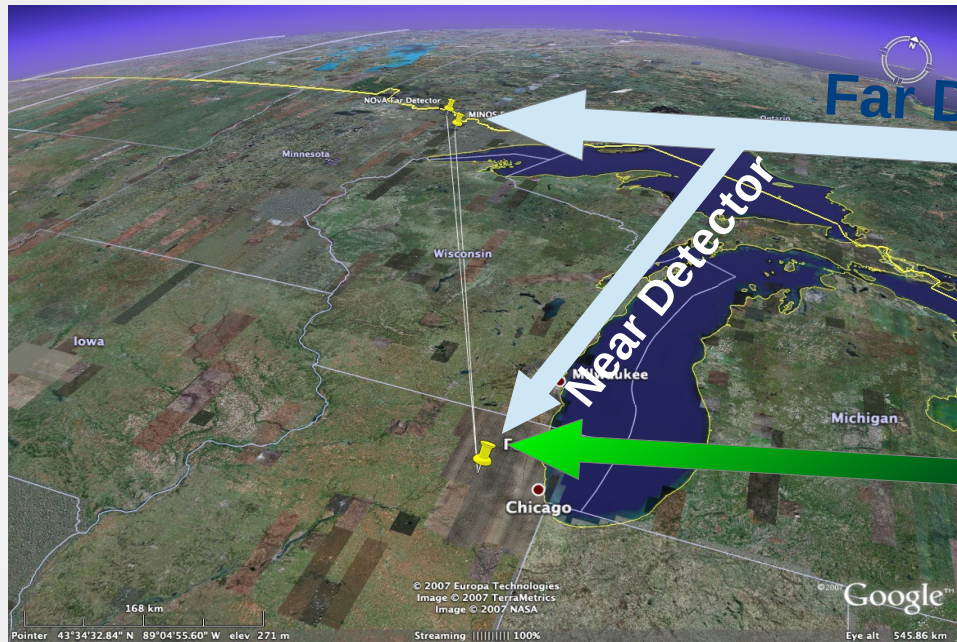 N
Far D
NOvA Far Detector
MINOS F
Ontario
Minnesota
Near Detector
Wisconsin
Iowa
Milwaukee
Michigan
F
Chicago
© 2007 Europa Technologies
Image © 2007 TerraMetrics
Image © 2007 NASA
©2007 Google™
168 km
Pointer 43°34'32.84" N 89°04'55.60" W elev 271 m
Streaming |||||||||| 100%
Eye alt 545.86 km